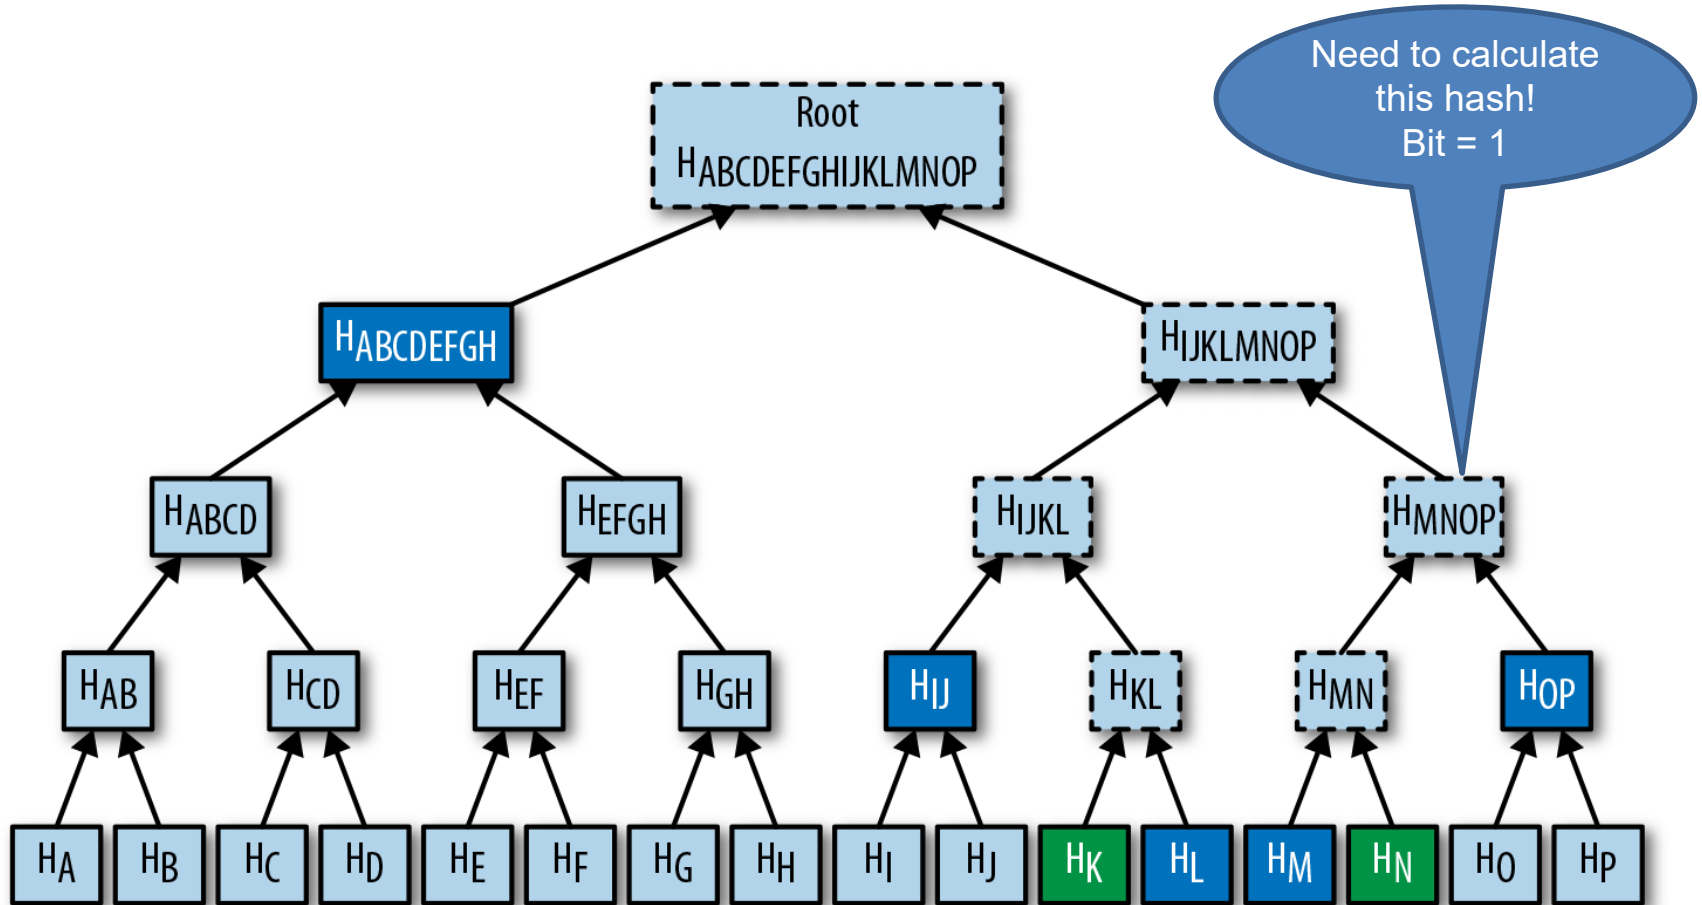 Need to calculate
this hash!
Bit = 1
Root
HABCDEFGHIJKLMNOP
HABCDEFGH
HIJKLMNOP
HABCD
HEFGH
HIJKL
HMNOP
HAB
HCD
HEF
HGH
HIJ
HKL
HMN
HOP
HA
HB
HC
HD
HE
HF
HG
HH
HI
HJ
HK
HL
HM
HN
HO
HP